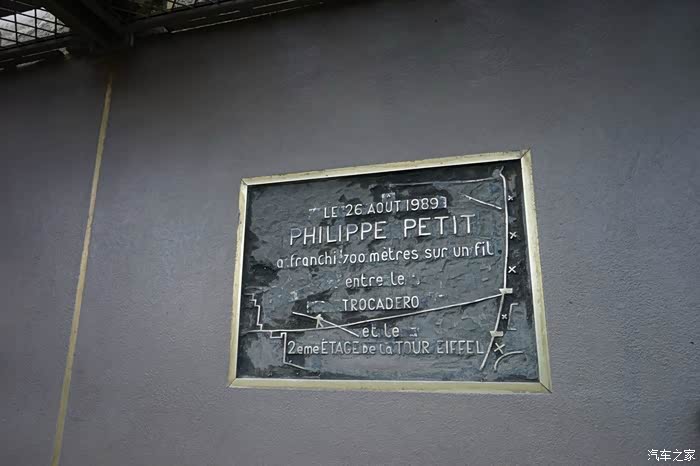 LE 26 AOUT 1989
PHILIPPE PETIT
a franchi 700 mètres sur un fil
entre le
TROCADERO
et le
2eme ETAGE de la TOUR EIFFEL
汽车之家